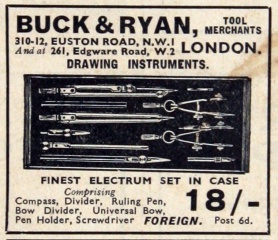 BUCK & RYAN, TOOL MERCHANTS
310-12, EUSTON ROAD, N.W.1
And at 261, Edgware Road, W.2 LONDON.
DRAWING INSTRUMENTS.
FINEST ELECTRUM SET IN CASE
Comprising
Compass, Divider, Ruling Pen,
Bow Divider, Universal Bow,
Pen Holder, Screwdriver
18/-
FOREIGN. Post 6d.